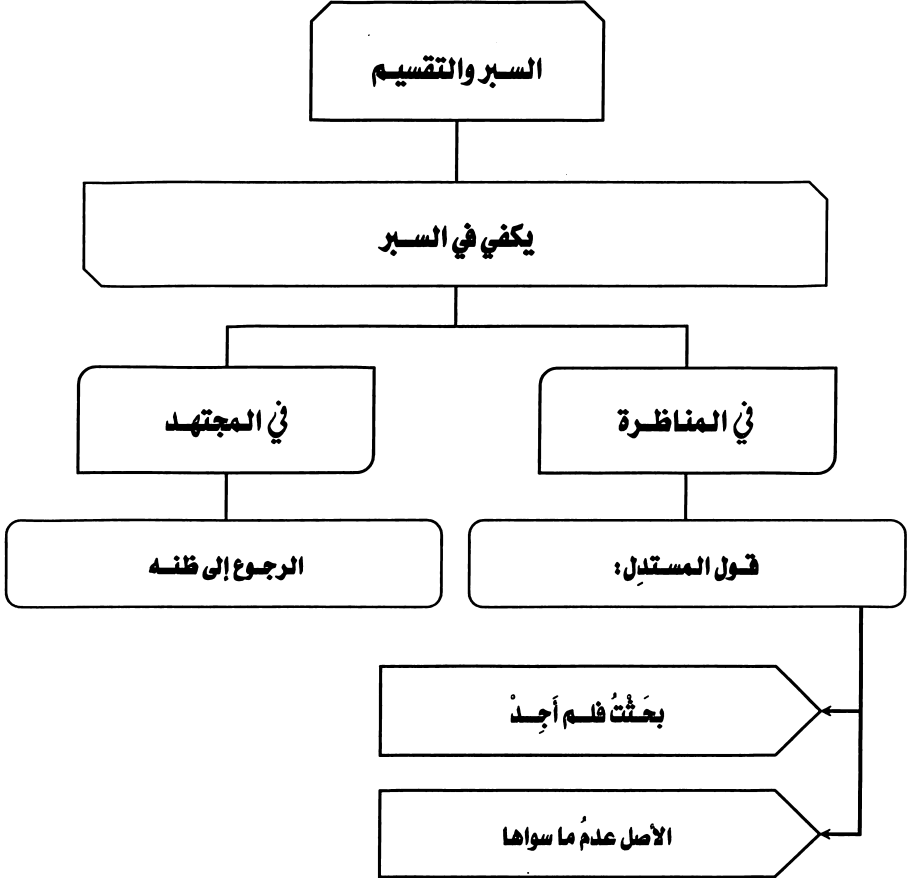 السبر والتقسيم
يكفي في السبر
في المناظرة
في المجتهد
قول المستدِل:
الرجوع إلى ظنه
بحَثْتُ فلم أَجِدْ
الأصل عدمُ ما سواها